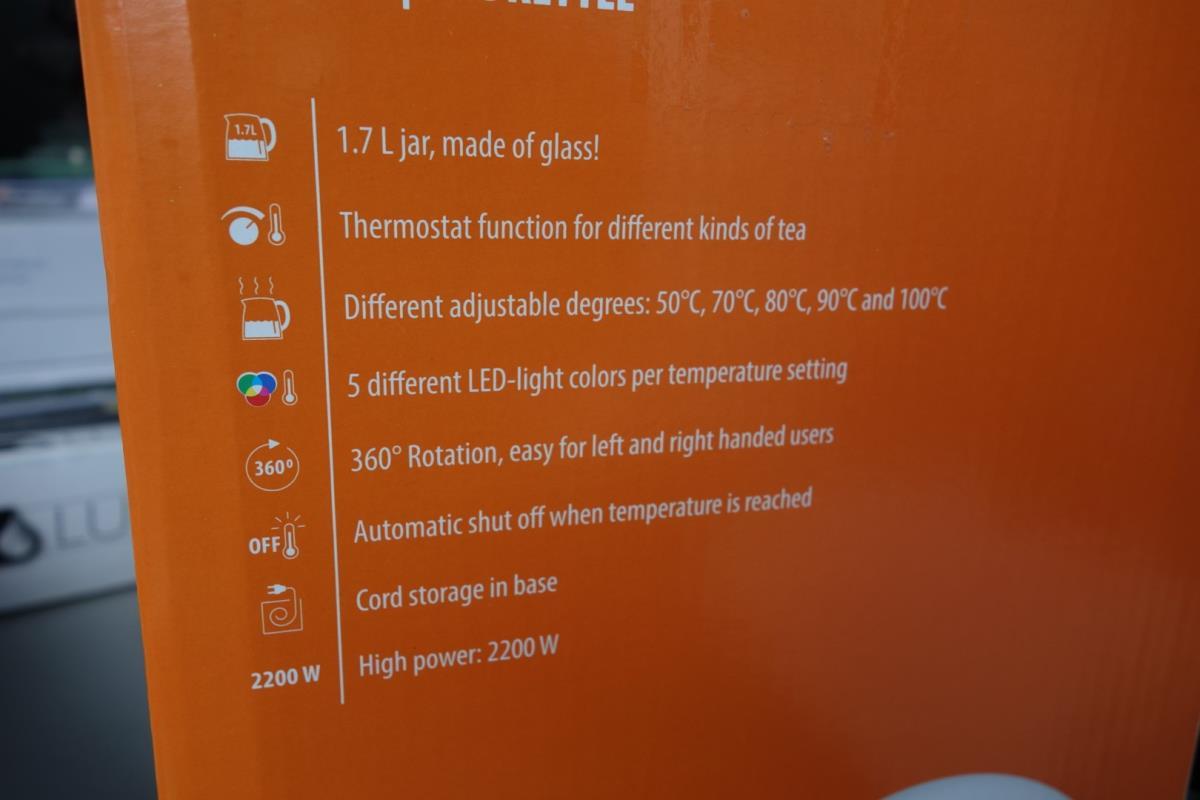 KETTLE
1.7L
1.7 L jar, made of glass!
Thermostat function for different kinds of tea
Different adjustable degrees: 50°C, 70°C, 80°C, 90°C and 100°C
5 different LED-light colors per temperature setting
360°
360° Rotation, easy for left and right handed users
OFF
Automatic shut off when temperature is reached
Cord storage in base
2200 W
High power: 2200 W
LU